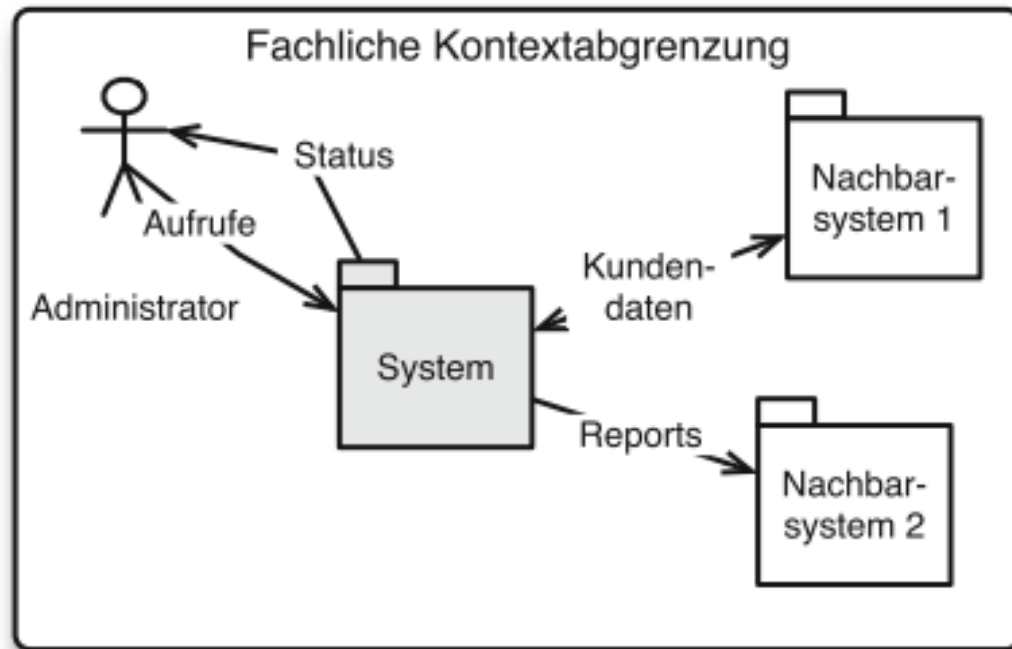 Fachliche Kontextabgrenzung
Status
Aufrufe
Administrator
System
Kunden-
daten
Reports
Nachbar-
system 1
Nachbar-
system 2